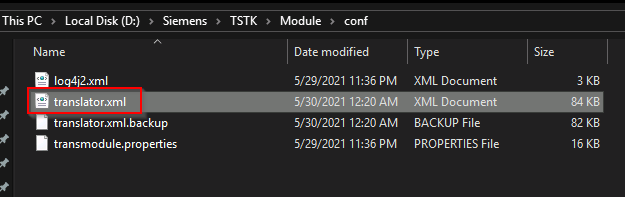 This PC > Local Disk (D:) > Siemens > TSTK > Module > conf
Name Date modified Type Size
log4j2.xml 5/29/2021 11:36 PM XML Document 3 KB
translator.xml 5/30/2021 12:20 AM XML Document 84 KB
translator.xml.backup 5/30/2021 12:20 AM BACKUP File 82 KB
transmodule.properties 5/29/2021 11:36 PM PROPERTIES File 16 KB